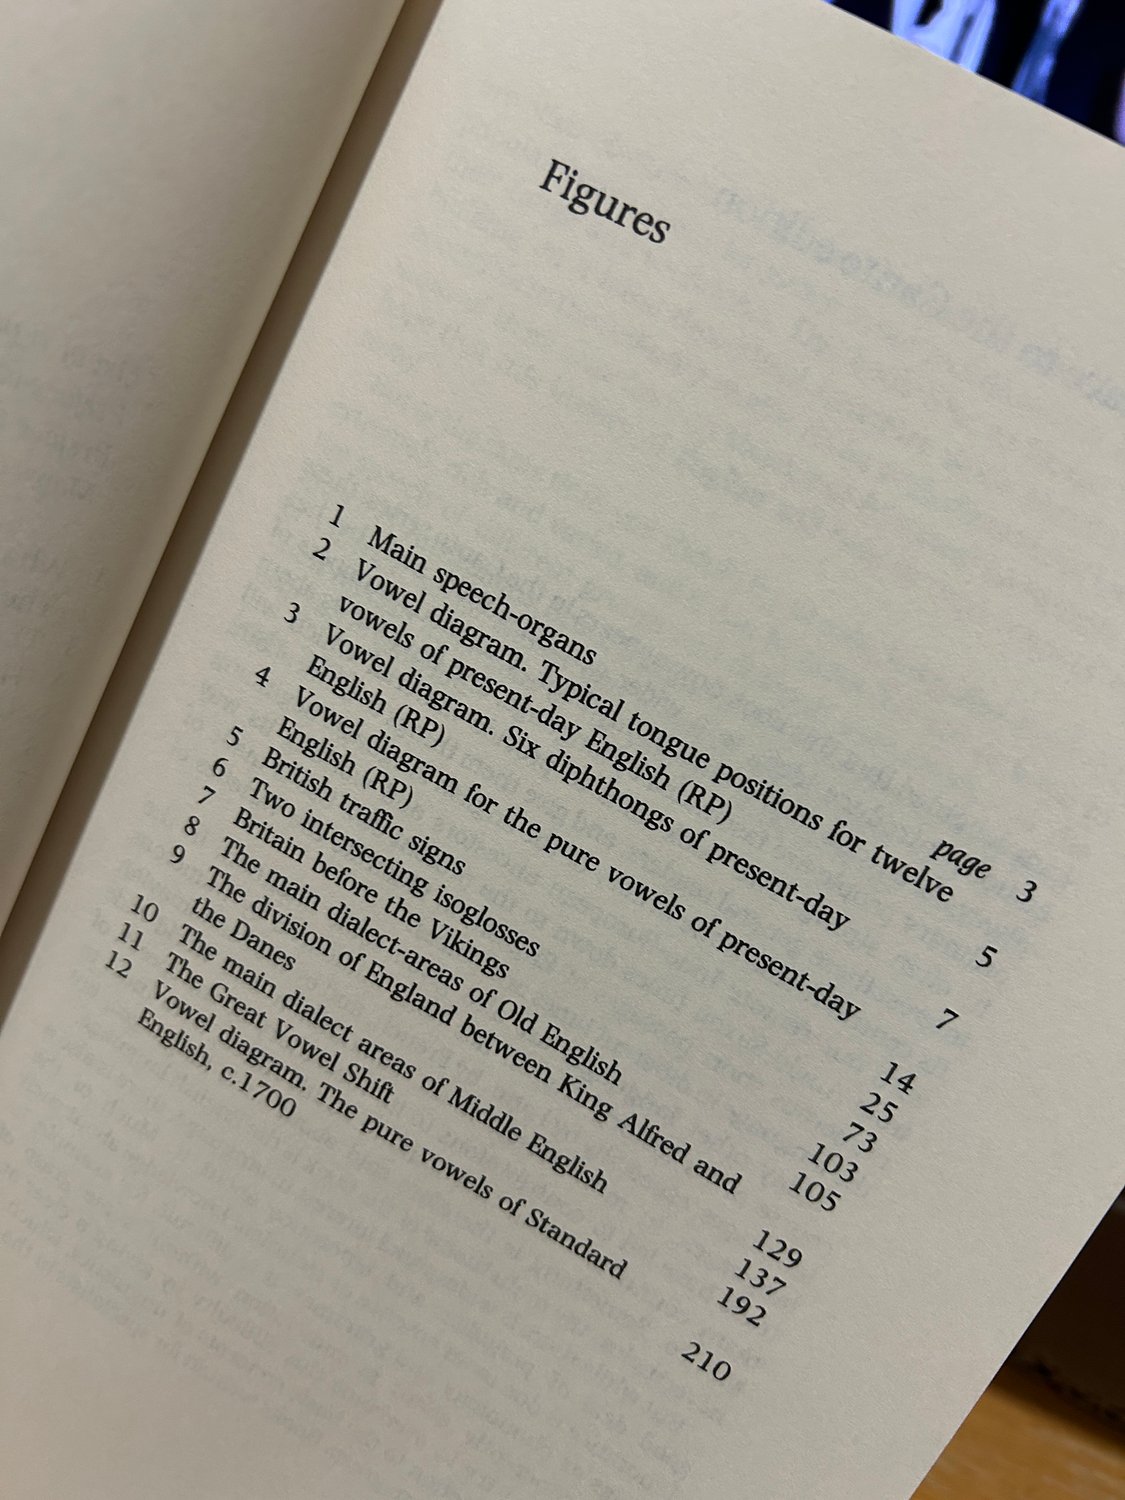 Figures
page
1 Main speech-organs 3
2 Vowel diagram. Typical tongue positions for twelve
vowels of present-day English (RP) 5
3 Vowel diagram. Six diphthongs of present-day
English (RP) 7
4 Vowel diagram for the pure vowels of present-day
English (RP) 14
5 British traffic signs 25
6 Two intersecting isoglosses 73
7 Britain before the Vikings 103
8 The main dialect-areas of Old English 105
9 The division of England between King Alfred and
the Danes 129
10 The main dialect areas of Middle English 137
11 The Great Vowel Shift 192
12 Vowel diagram. The pure vowels of Standard
English, c.1700 210